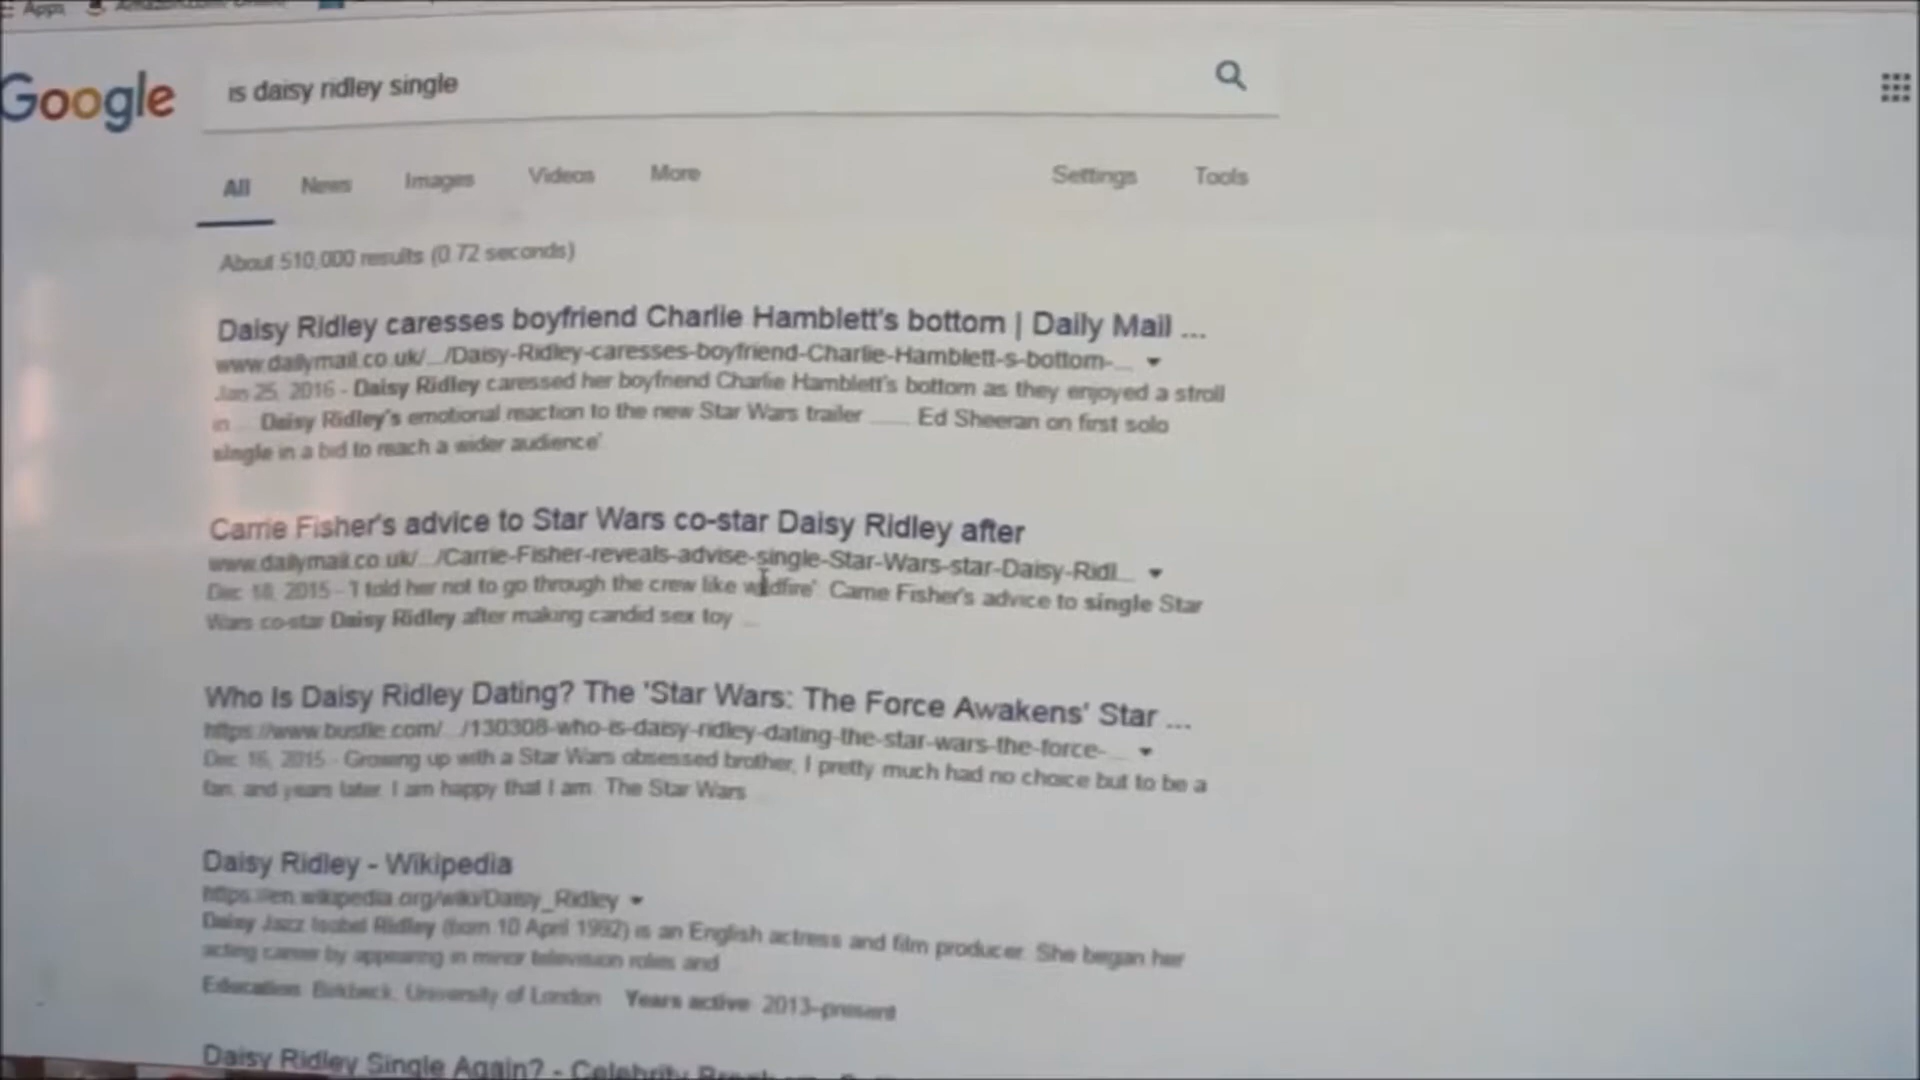 Apps
Google
is daisy ridley single
All News Images Videos More Settings Tools
About 510,000 results (0.72 seconds)
Daisy Ridley caresses boyfriend Charlie Hamblett's bottom | Daily Mail ...
www.dailymail.co.uk/.../Daisy-Ridley-caresses-boyfriend-Charlie-Hamblett-s-bottom-...
Jan 25, 2016 - Daisy Ridley caressed her boyfriend Charlie Hamblett's bottom as they enjoyed a stroll
in ... Daisy Ridley's emotional reaction to the new Star Wars trailer ...... Ed Sheeran on first solo
single in a bid to reach a wider audience'
Carrie Fisher's advice to Star Wars co-star Daisy Ridley after
www.dailymail.co.uk/.../Carrie-Fisher-reveals-advise-single-Star-Wars-star-Daisy-Ridl...
Dec 18, 2015 - 'I told her not to go through the crew like wildfire' Carrie Fisher's advice to single Star
Wars co-star Daisy Ridley after making candid sex toy ...
Who Is Daisy Ridley Dating? The 'Star Wars: The Force Awakens' Star ...
https://www.bustle.com/.../130308-who-is-daisy-ridley-dating-the-star-wars-the-force-...
Dec 16, 2015 - Growing up with a Star Wars obsessed brother, I pretty much had no choice but to be a
fan, and years later, I am happy that I am. The Star Wars
Daisy Ridley - Wikipedia
https://en.wikipedia.org/wiki/Daisy_Ridley
Daisy Jazz Isobel Ridley (born 10 April 1992) is an English actress and film producer. She began her
acting career by appearing in minor television roles and
Education: Birkbeck, University of London Years active: 2013–present
Daisy Ridley Single Again? - Celebrity